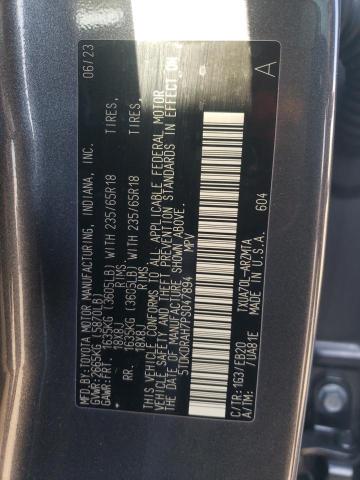 MFD. BY: TOYOTA MOTOR MANUFACTURING, INDIANA, INC. 06/23
GVWR: 2665KG (5870LB)
GAWR: FRT. 1635KG (3605LB) WITH 235/65R18 TIRES,
18X8J RIMS.
RR. 1635KG (3605LB) WITH 235/65R18 TIRES,
18X8J RIMS.
THIS VEHICLE CONFORMS TO ALL APPLICABLE FEDERAL MOTOR
VEHICLE SAFETY AND THEFT PREVENTION STANDARDS IN EFFECT ON
THE DATE OF MANUFACTURE SHOWN ABOVE.
5TDKDRAH7PS047894 MPV
A
604
C/TR: 1G3/EB20 TXUA70L-ARZMTA
A/TM: /UA81E MADE IN U.S.A.